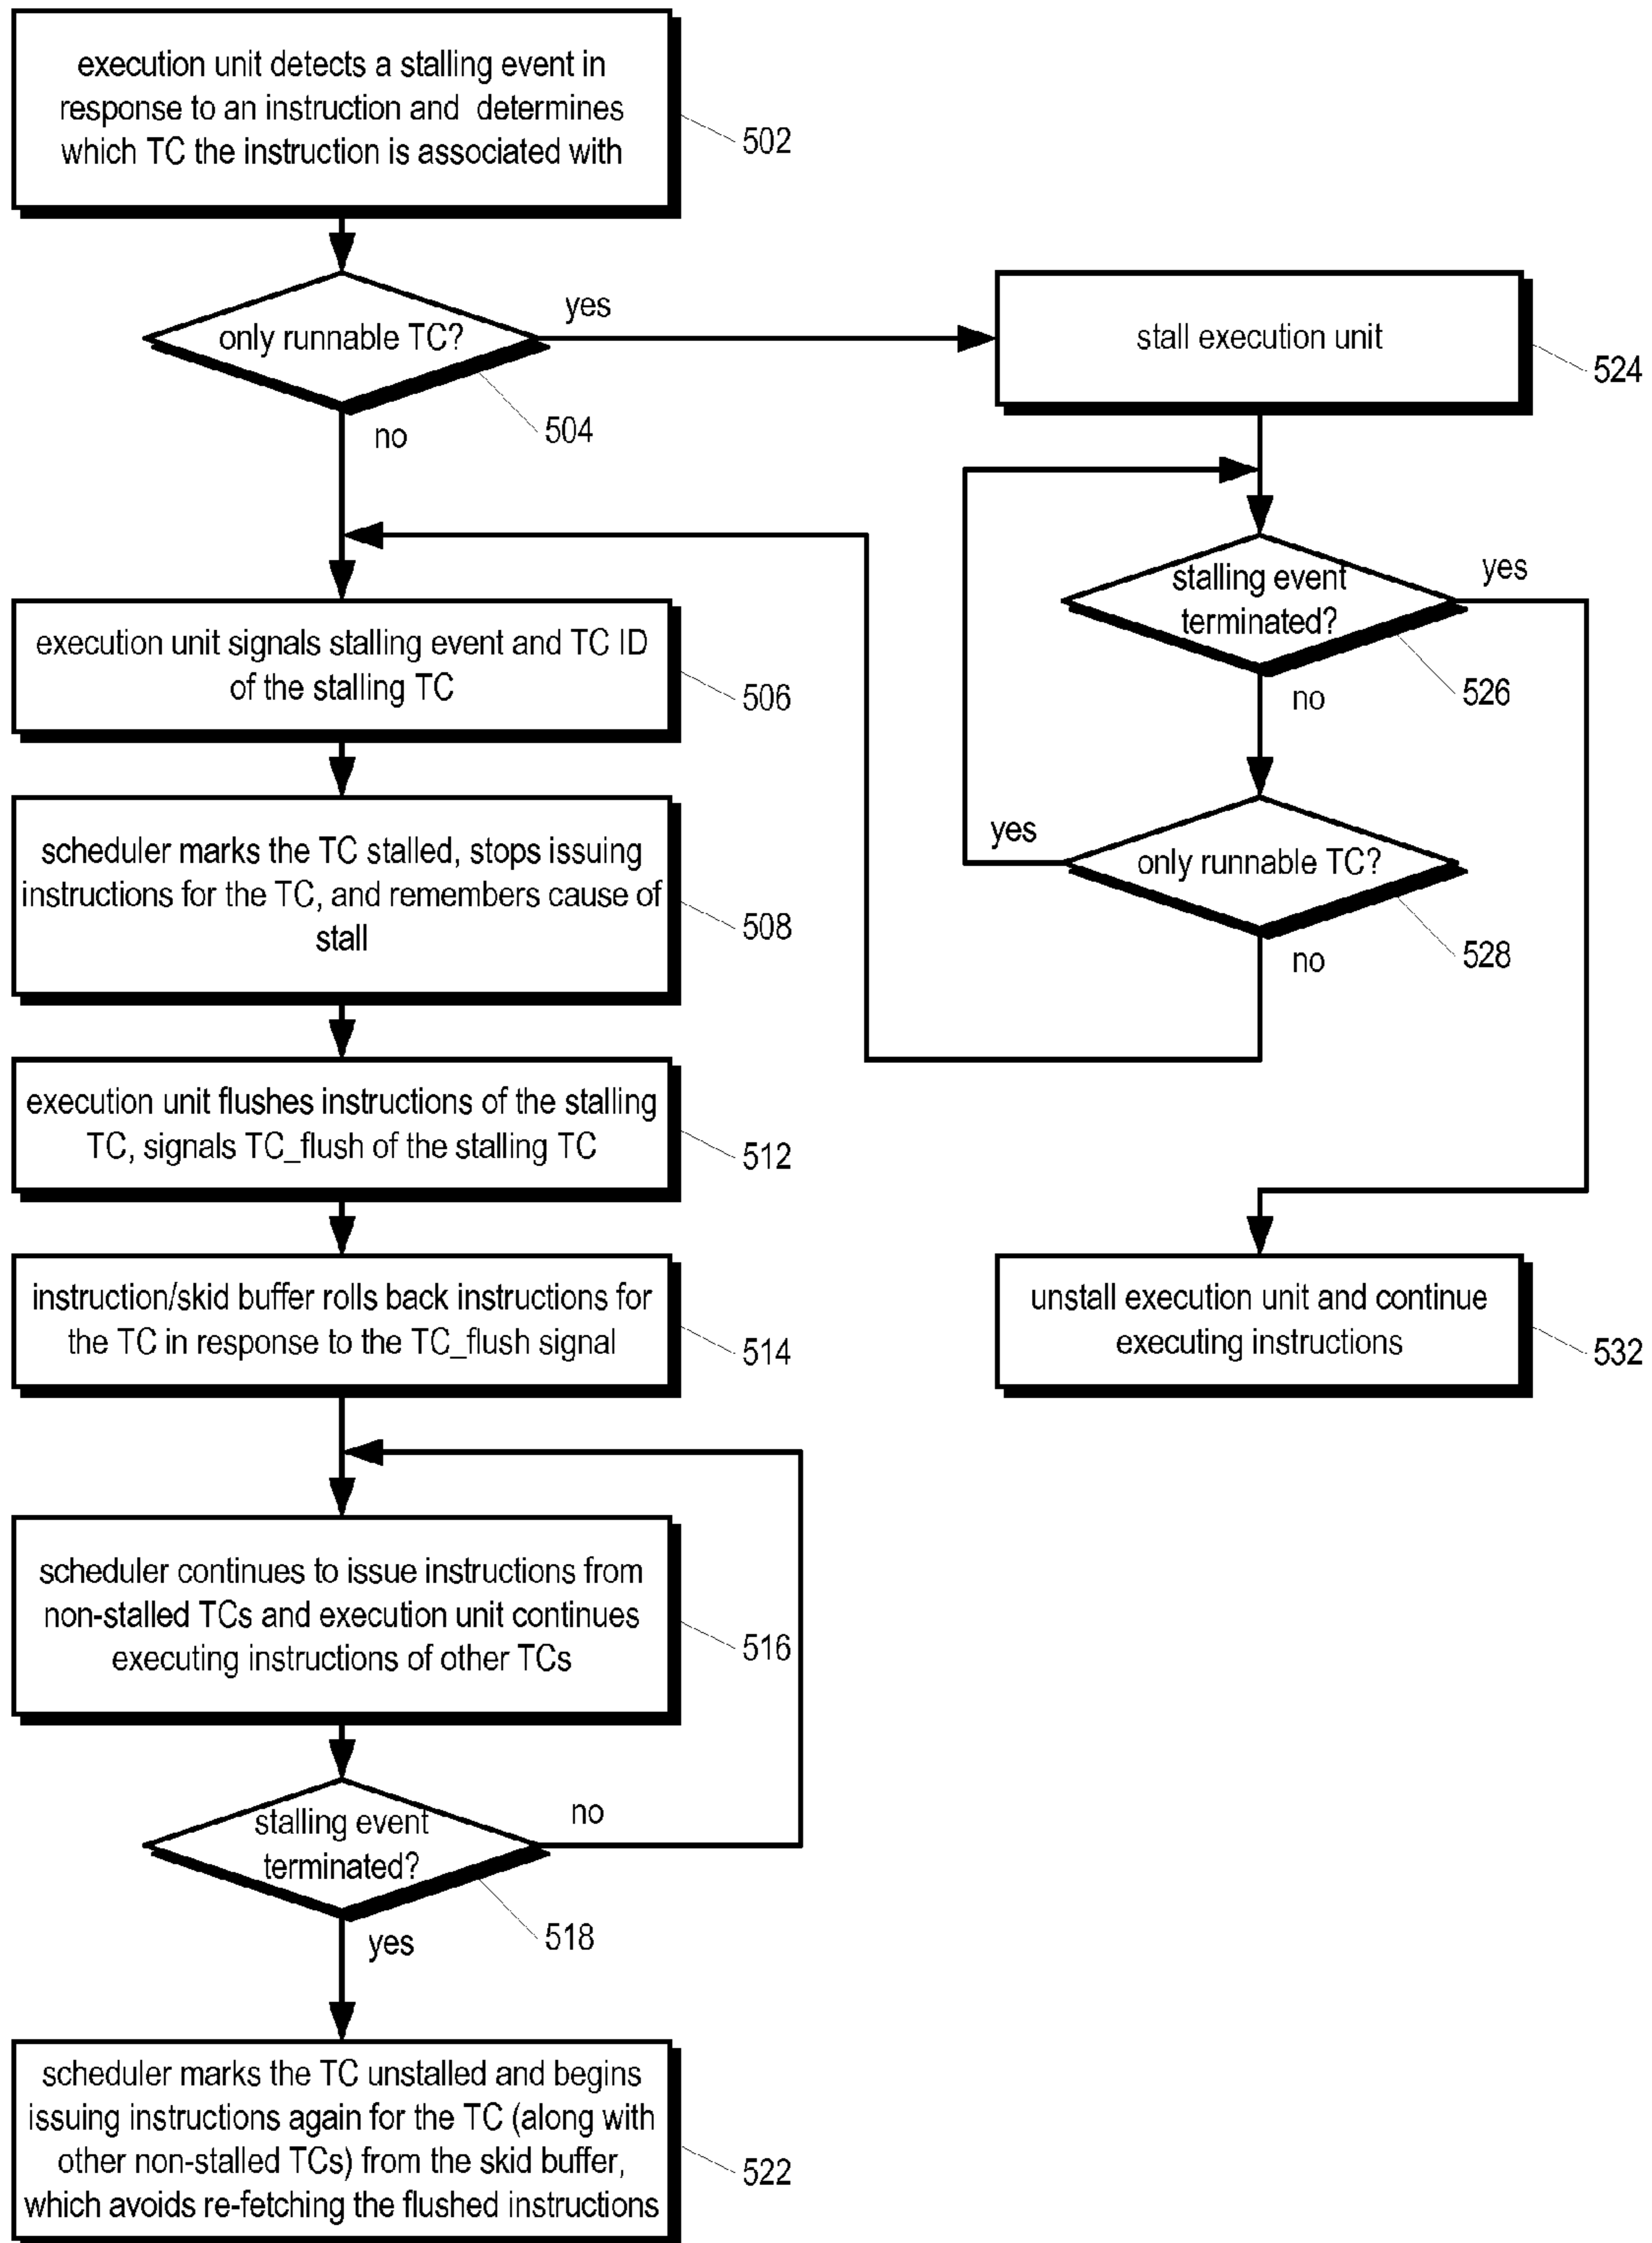 execution unit detects a stalling event in
response to an instruction and determines
which TC the instruction is associated with
502
only runnable TC?
yes
no
504
execution unit signals stalling event and TC ID
of the stalling TC
506
scheduler marks the TC stalled, stops issuing
instructions for the TC, and remembers cause of
stall
508
execution unit flushes instructions of the stalling
TC, signals TC_flush of the stalling TC
512
instruction/skid buffer rolls back instructions for
the TC in response to the TC_flush signal
514
scheduler continues to issue instructions from
non-stalled TCs and execution unit continues
executing instructions of other TCs
516
stalling event
terminated?
no
yes
518
scheduler marks the TC unstalled and begins
issuing instructions again for the TC (along with
other non-stalled TCs) from the skid buffer,
which avoids re-fetching the flushed instructions
522
stall execution unit
524
stalling event
terminated?
yes
no
526
only runnable TC?
yes
no
528
unstall execution unit and continue
executing instructions
532